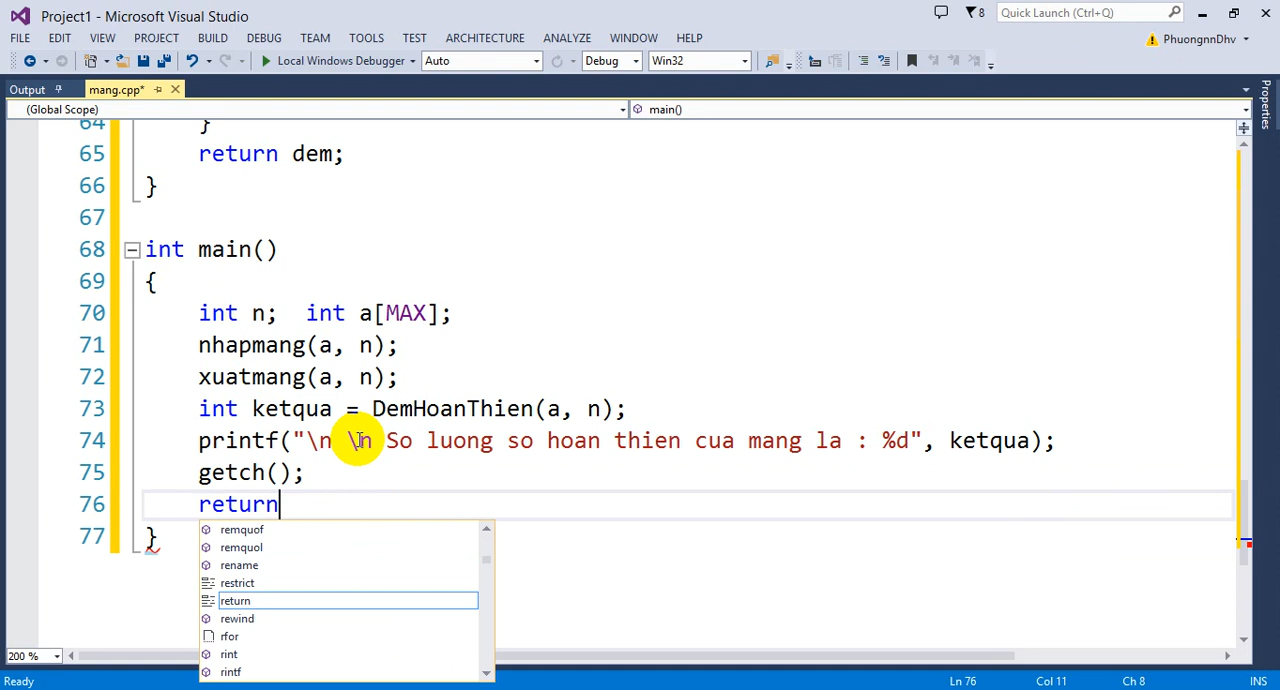 Project1 - Microsoft Visual Studio
8
Quick Launch (Ctrl+Q)
FILE EDIT VIEW PROJECT BUILD DEBUG TEAM TOOLS TEST ARCHITECTURE ANALYZE WINDOW HELP
PhuongnnDhv
Local Windows Debugger Auto Debug Win32
Output mang.cpp*
Properties
(Global Scope) main()
64 }
65 return dem;
66 }
67
68 int main()
69 {
70 int n; int a[MAX];
71 nhapmang(a, n);
72 xuatmang(a, n);
73 int ketqua = DemHoanThien(a, n);
74 printf("\n \n So luong so hoan thien cua mang la : %d", ketqua);
75 getch();
76 return
77 }
remquof
remquol
rename
restrict
return
rewind
rfor
rint
rintf
200 %
Ready Ln 76 Col 11 Ch 8 INS